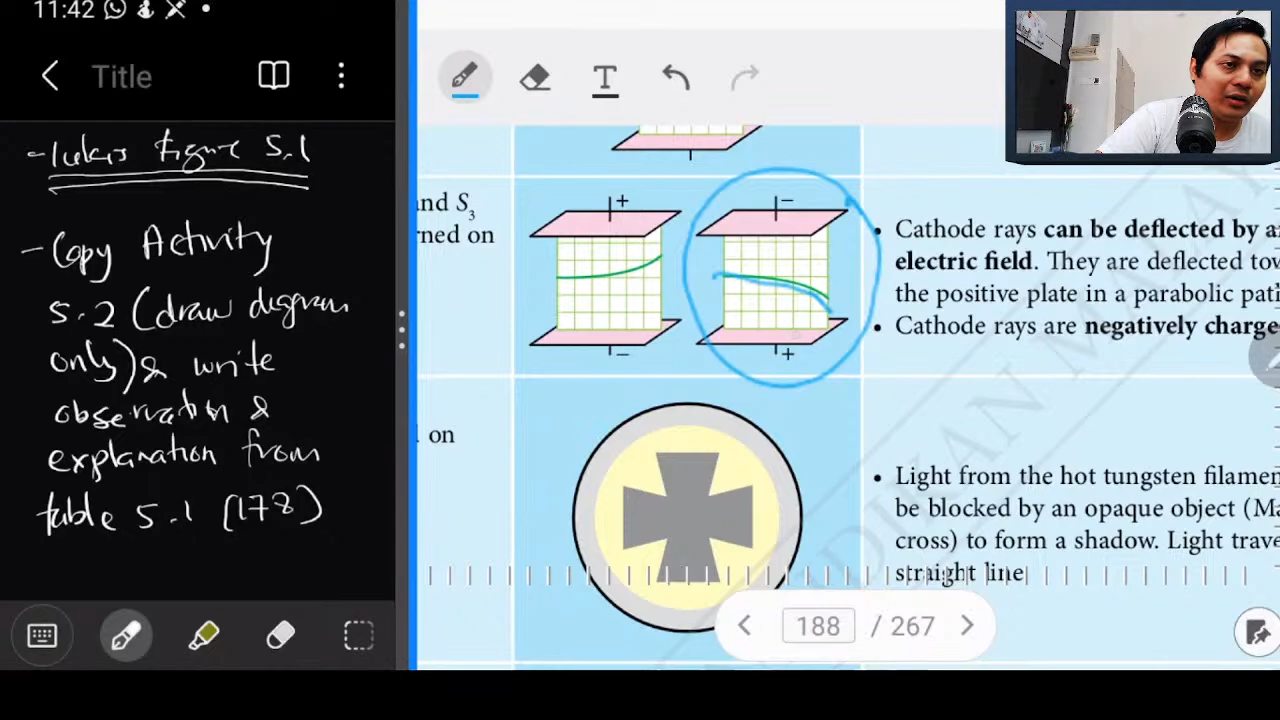 11:42
Title
- lukis figure 5.1
- Copy Activity
5.2 (draw diagram
only) & write
observation &
explanation from
table 5.1 (178)
T
and S3
rned on
+
−
−
+
• Cathode rays can be deflected by a
electric field. They are deflected tow
the positive plate in a parabolic pat
• Cathode rays are negatively charge
l on
• Light from the hot tungsten filamen
be blocked by an opaque object (Ma
cross) to form a shadow. Light trave
straight line
188 / 267